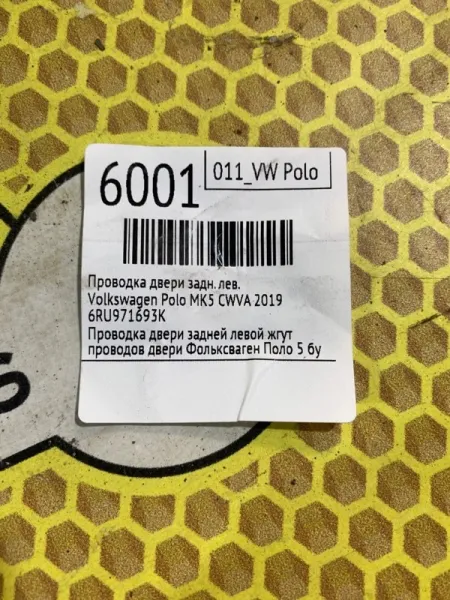 6001
011_VW Polo
Проводка двери задн. лев.
Volkswagen Polo MK5 CWVA 2019
6RU971693K
Проводка двери задней левой жгут
проводов двери Фольксваген Поло 5 бу